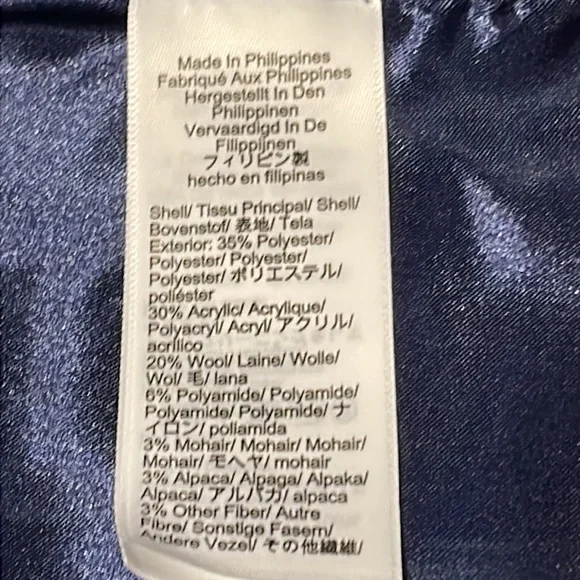 Made In Philippines
Fabriqué Aux Philippines
Hergestellt In Den
Philippinen
Vervaardigd In De
Filippijnen
フィリピン製
hecho en filipinas
Shell/ Tissu Principal/ Shell/
Bovenstof/ 表地/ Tela
Exterior: 35% Polyester/
Polyester/ Polyester/
Polyester/ ポリエステル/
poliéster
30% Acrylic/ Acrylique/
Polyacryl/ Acryl/ アクリル/
acrílico
20% Wool/ Laine/ Wolle/
Wol/ 毛/ lana
6% Polyamide/ Polyamide/
Polyamide/ Polyamide/ ナ
イロン/ poliamida
3% Mohair/ Mohair/ Mohair/
Mohair/ モヘヤ/ mohair
3% Alpaca/ Alpaga/ Alpaka/
Alpaca/ アルパカ/ alpaca
3% Other Fiber/ Autre
Fibre/ Sonstige Fasern/
Andere Vezel/ その他繊維/